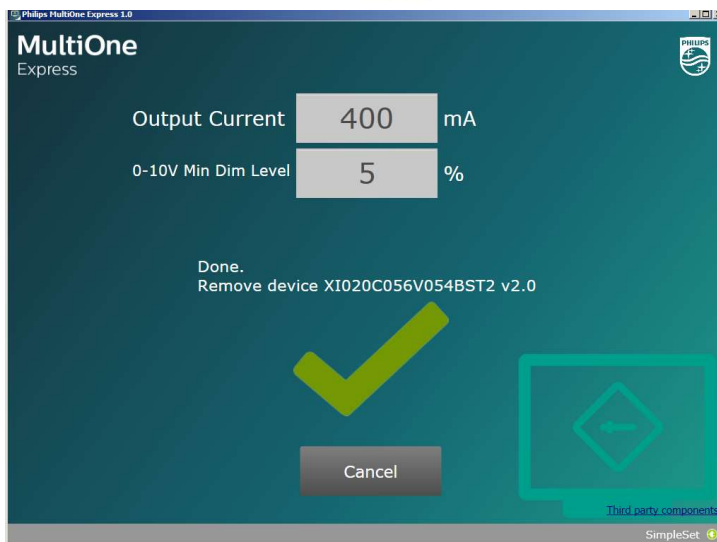 Philips MultiOne Express 1.0
MultiOne
Express
PHILIPS
Output Current 400 mA
0-10V Min Dim Level 5 %
Done.
Remove device XI020C056V054BST2 v2.0
Cancel
Third party components
SimpleSet